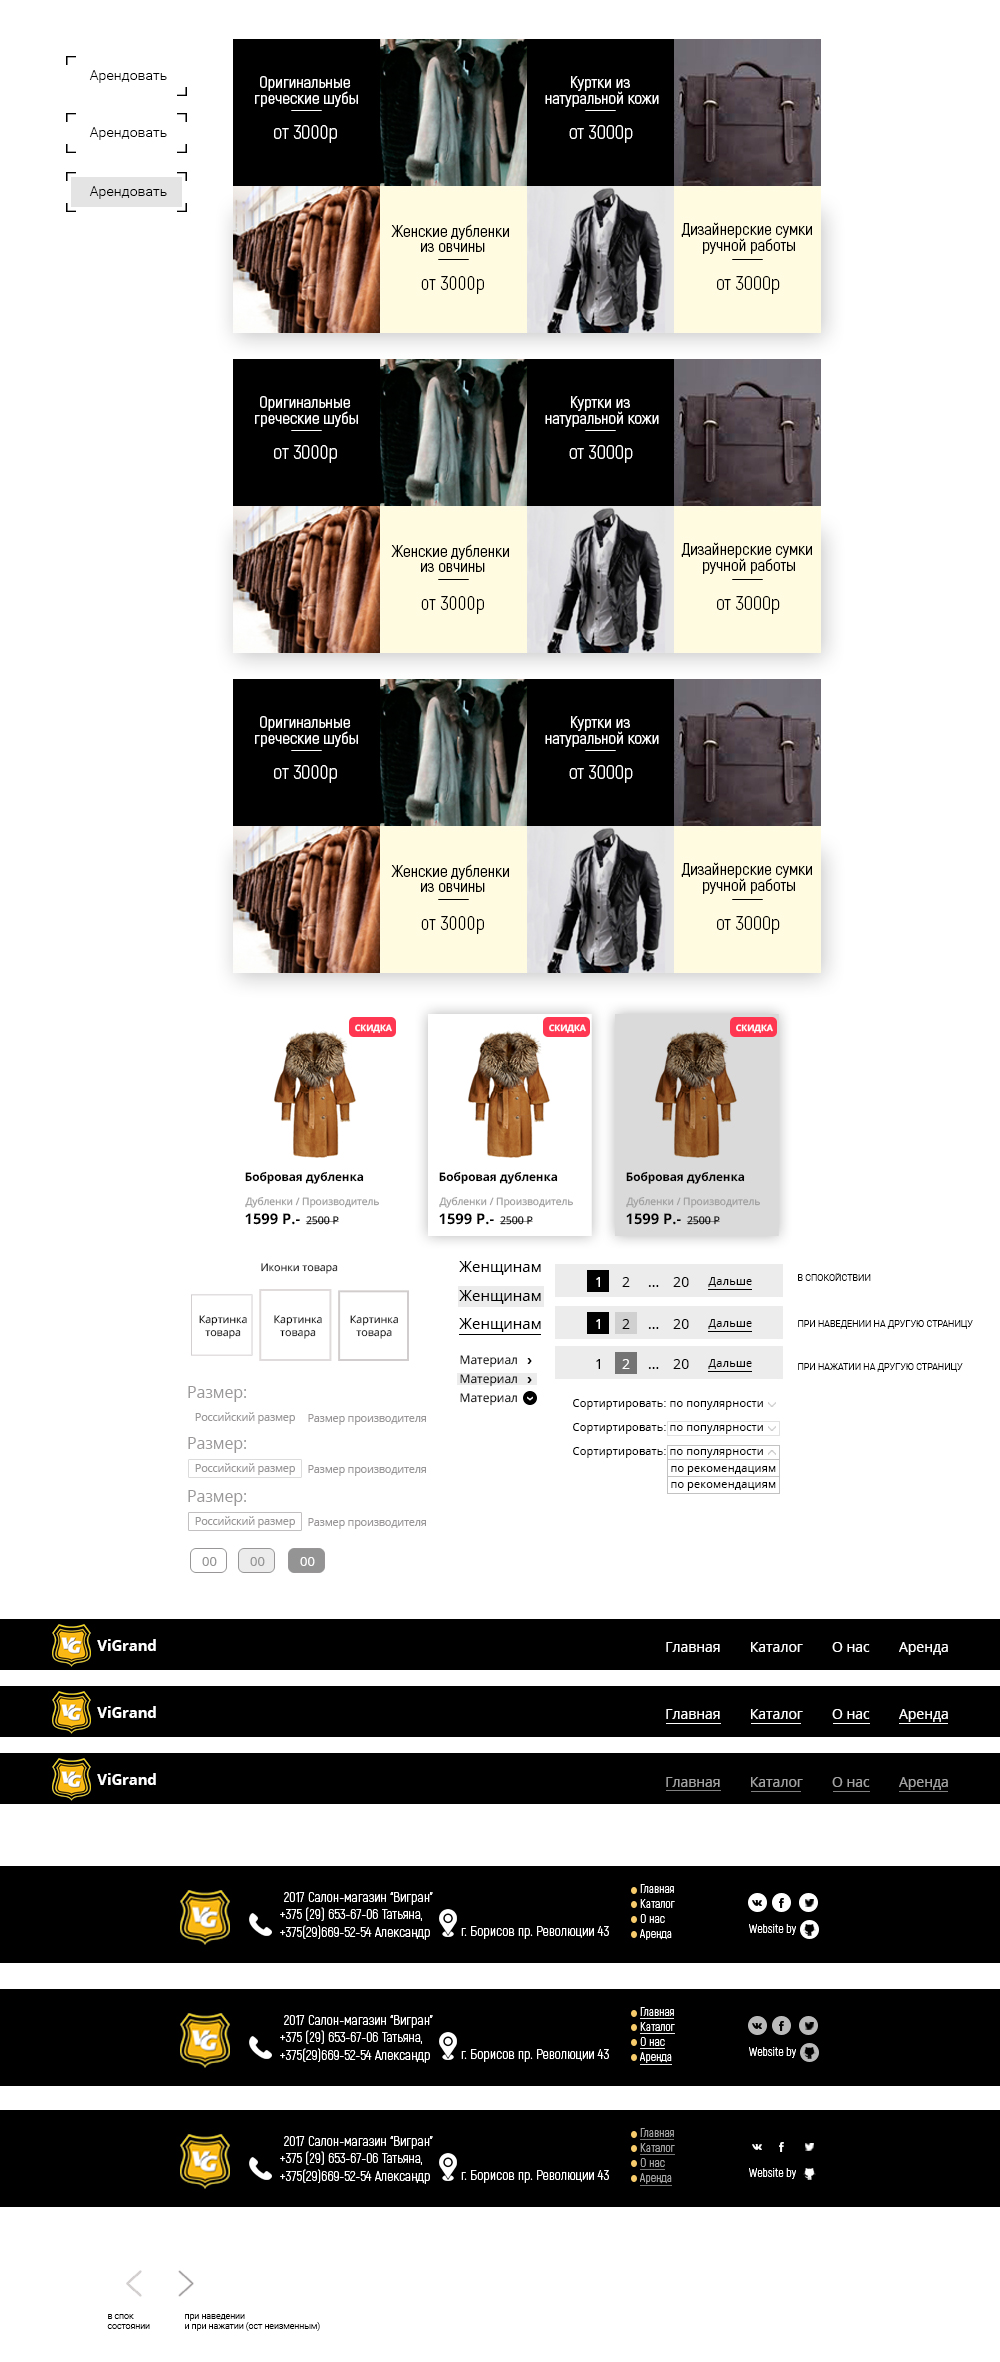 Арендовать
Арендовать
Арендовать
Оригинальные
греческие шубы
от 3000р
Куртки из
натуральной кожи
от 3000р
Женские дубленки
из овчины
от 3000р
Дизайнерские сумки
ручной работы
от 3000р
Оригинальные
греческие шубы
от 3000р
Куртки из
натуральной кожи
от 3000р
Женские дубленки
из овчины
от 3000р
Дизайнерские сумки
ручной работы
от 3000р
Оригинальные
греческие шубы
от 3000р
Куртки из
натуральной кожи
от 3000р
Женские дубленки
из овчины
от 3000р
Дизайнерские сумки
ручной работы
от 3000р
СКИДКА
Бобровая дубленка
Дубленки / Производитель
1599 Р.- 2500 Р
СКИДКА
Бобровая дубленка
Дубленки / Производитель
1599 Р.- 2500 Р
СКИДКА
Бобровая дубленка
Дубленки / Производитель
1599 Р.- 2500 Р
Иконки товара
Картинка
товара
Картинка
товара
Картинка
товара
Женщинам
Женщинам
Женщинам
Материал ›
Материал ›
Материал
1 2 ... 20 Дальше
В СПОКОЙСТВИИ
1 2 ... 20 Дальше
ПРИ НАВЕДЕНИИ НА ДРУГУЮ СТРАНИЦУ
1 2 ... 20 Дальше
ПРИ НАЖАТИИ НА ДРУГУЮ СТРАНИЦУ
Сортиртировать: по популярности
Сортиртировать: по популярности
Сортиртировать: по популярности
по рекомендациям
по рекомендациям
Размер:
Российский размер Размер производителя
Размер:
Российский размер Размер производителя
Размер:
Российский размер Размер производителя
00 00 00
VG ViGrand Главная Каталог О нас Аренда
VG ViGrand Главная Каталог О нас Аренда
VG ViGrand Главная Каталог О нас Аренда
VG
2017 Салон-магазин "Вигран"
+375 (29) 653-67-06 Татьяна,
+375(29)669-52-54 Александр
г. Борисов пр. Революции 43
Главная
Каталог
О нас
Аренда
Website by
VG
2017 Салон-магазин "Вигран"
+375 (29) 653-67-06 Татьяна,
+375(29)669-52-54 Александр
г. Борисов пр. Революции 43
Главная
Каталог
О нас
Аренда
Website by
VG
2017 Салон-магазин "Вигран"
+375 (29) 653-67-06 Татьяна,
+375(29)669-52-54 Александр
г. Борисов пр. Революции 43
Главная
Каталог
О нас
Аренда
Website by
в спок
состоянии
при наведении
и при нажатии (ост неизменным)